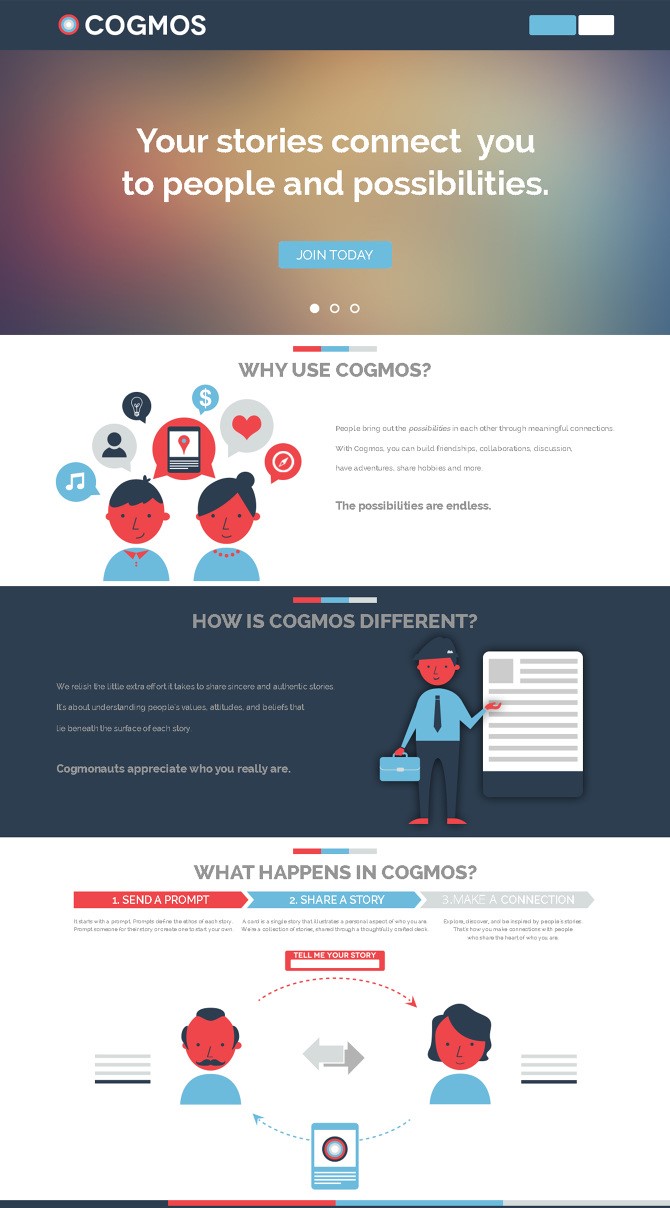 COGMOS
Your stories connect you
to people and possibilities.
JOIN TODAY
WHY USE COGMOS?
People bring out the possibilities in each other through meaningful connections.
With Cogmos, you can build friendships, collaborations, discussion,
have adventures, share hobbies and more.
The possibilities are endless.
$
HOW IS COGMOS DIFFERENT?
We relish the little extra effort it takes to share sincere and authentic stories.
It's about understanding people's values, attitudes, and beliefs that
lie beneath the surface of each story.
Cogmonauts appreciate who you really are.
WHAT HAPPENS IN COGMOS?
1. SEND A PROMPT
2. SHARE A STORY
3.MAKE A CONNECTION
It starts with a prompt. Prompts define the ethos of each story.
Prompt someone for their story or create one to start your own.
A card is a single story that illustrates a personal aspect of who you are.
We're a collection of stories, shared through a thoughtfully crafted deck.
Explore, discover, and be inspired by people's stories.
That's how you make connections with people
who share the heart of who you are.
TELL ME YOUR STORY